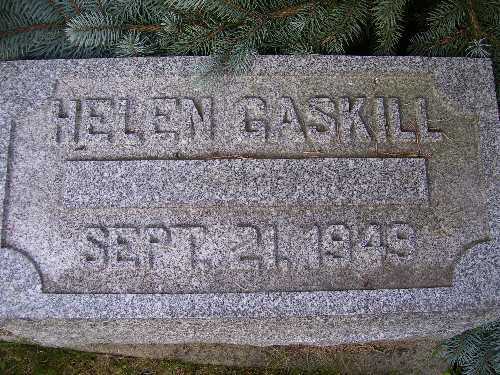 HELEN GASKILL
SEPT. 21, 1949